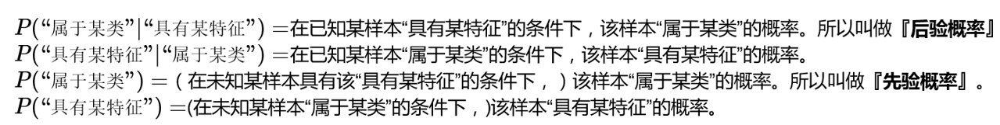 P(“属于某类”|“具有某特征”) =在已知某样本“具有某特征”的条件下，该样本“属于某类”的概率。所以叫做『后验概率』
P(“具有某特征”|“属于某类”) =在已知某样本“属于某类”的条件下，该样本“具有某特征”的概率。
P(“属于某类”) =（在未知某样本具有该“具有某特征”的条件下，）该样本“属于某类”的概率。所以叫做『先验概率』。
P(“具有某特征”) =(在未知某样本“属于某类”的条件下，)该样本“具有某特征”的概率。